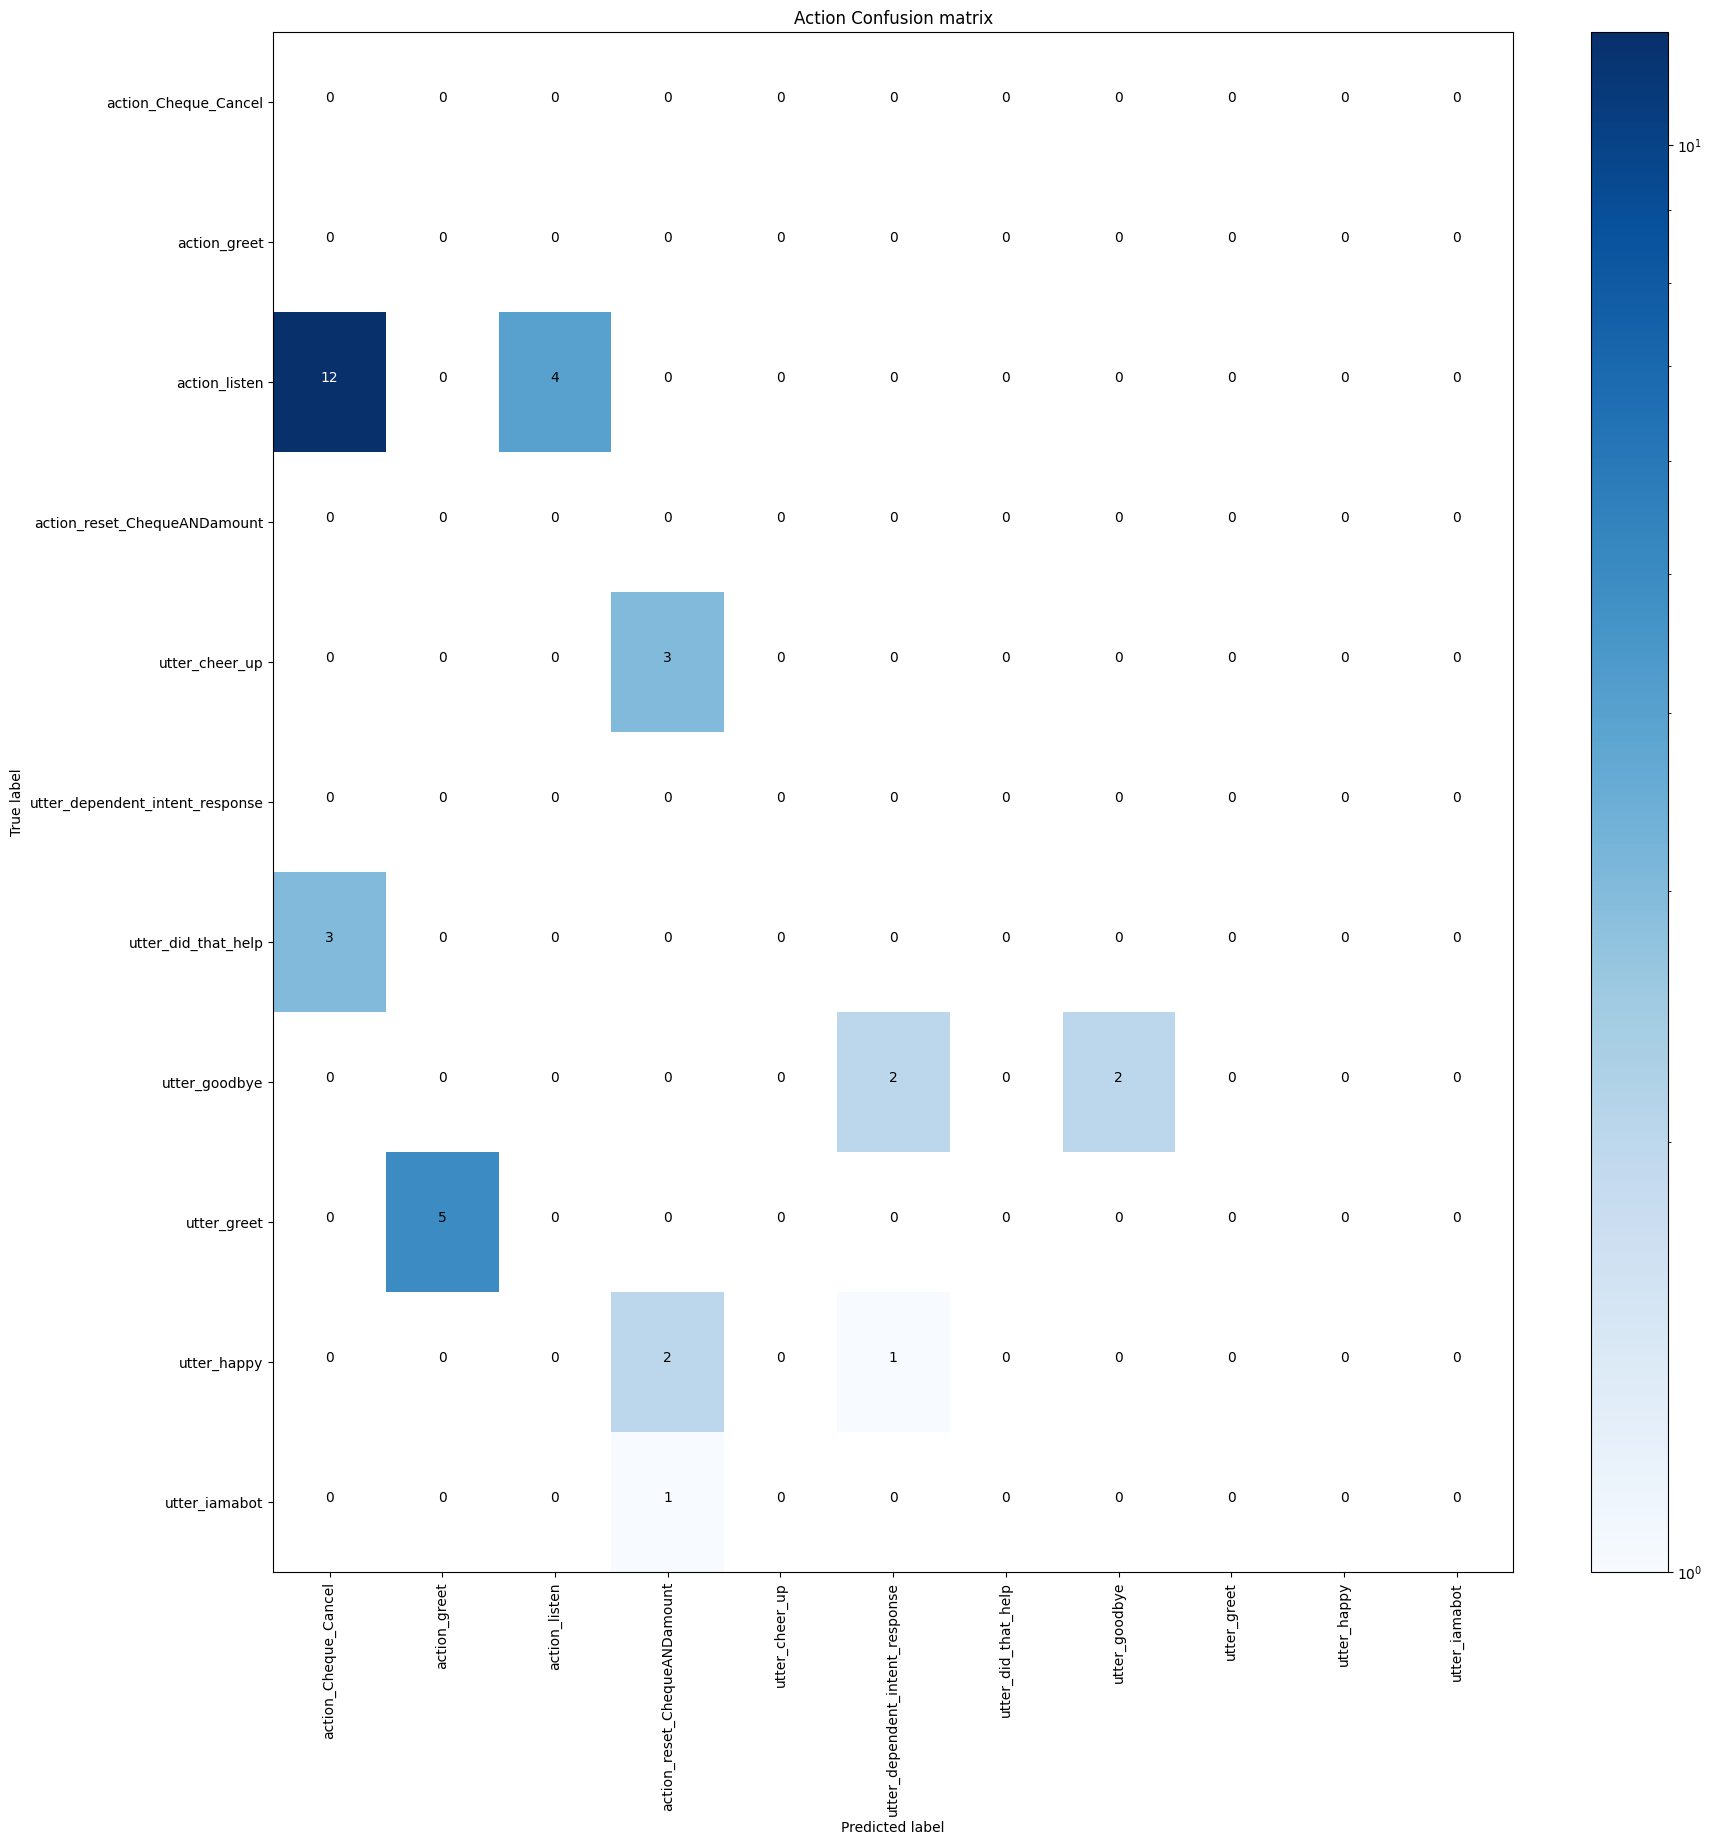 Action Confusion matrix
action_Cheque_Cancel 0 0 0 0 0 0 0 0 0 0 0
action_greet 0 0 0 0 0 0 0 0 0 0 0
action_listen 12 0 4 0 0 0 0 0 0 0 0
action_reset_ChequeANDamount 0 0 0 0 0 0 0 0 0 0 0
utter_cheer_up 0 0 0 3 0 0 0 0 0 0 0
utter_dependent_intent_response 0 0 0 0 0 0 0 0 0 0 0
utter_did_that_help 3 0 0 0 0 0 0 0 0 0 0
utter_goodbye 0 0 0 0 0 2 0 2 0 0 0
utter_greet 0 5 0 0 0 0 0 0 0 0 0
utter_happy 0 0 0 2 0 1 0 0 0 0 0
utter_iamabot 0 0 0 1 0 0 0 0 0 0 0
True label
action_Cheque_Cancel
action_greet
action_listen
action_reset_ChequeANDamount
utter_cheer_up
utter_dependent_intent_response
utter_did_that_help
utter_goodbye
utter_greet
utter_happy
utter_iamabot
Predicted label
10¹
10⁰